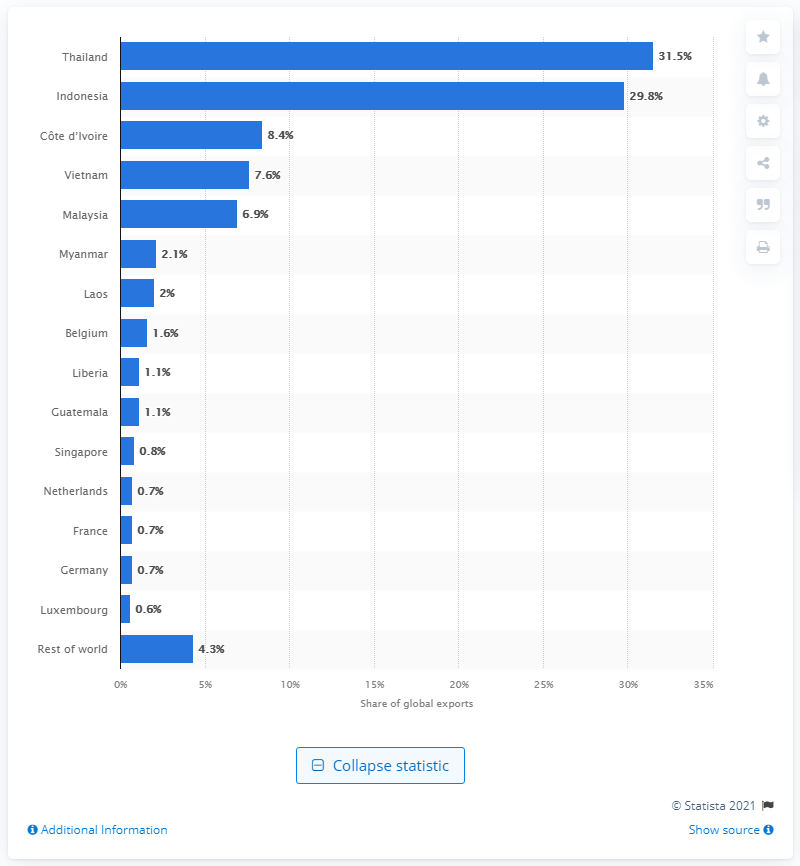 Thailand 31.5%
Indonesia 29.8%
Côte d'Ivoire 8.4%
Vietnam 7.6%
Malaysia 6.9%
Myanmar 2.1%
Laos 2%
Belgium 1.6%
Liberia 1.1%
Guatemala 1.1%
Singapore 0.8%
Netherlands 0.7%
France 0.7%
Germany 0.7%
Luxembourg 0.6%
Rest of world 4.3%
0% 5% 10% 15% 20% 25% 30% 35%
Share of global exports
Collapse statistic
© Statista 2021
Additional Information Show source